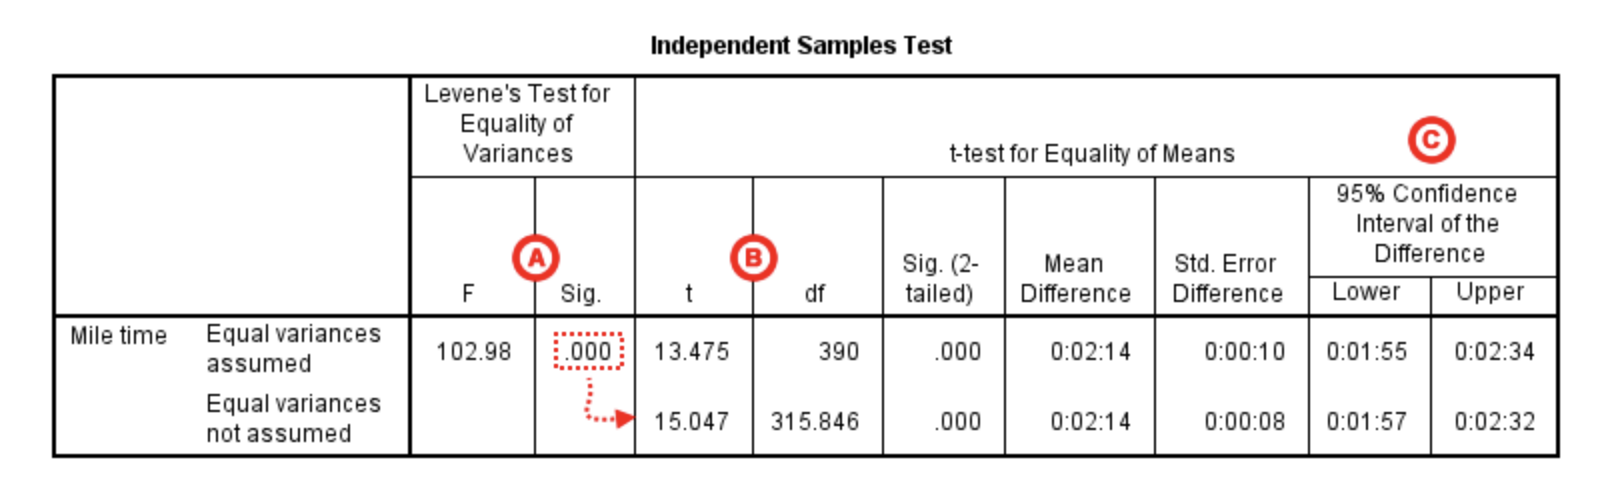 Independent Samples Test
Levene's Test for
Equality of
Variances
t-test for Equality of Means
C
95% Confidence
Interval of the
Difference
A
B
F
Sig.
t
df
Sig. (2-
tailed)
Mean
Difference
Std. Error
Difference
Lower
Upper
Mile time
Equal variances
assumed
102.98 .000 13.475 390 .000 0:02:14 0:00:10 0:01:55 0:02:34
Equal variances
not assumed
15.047 315.846 .000 0:02:14 0:00:08 0:01:57 0:02:32